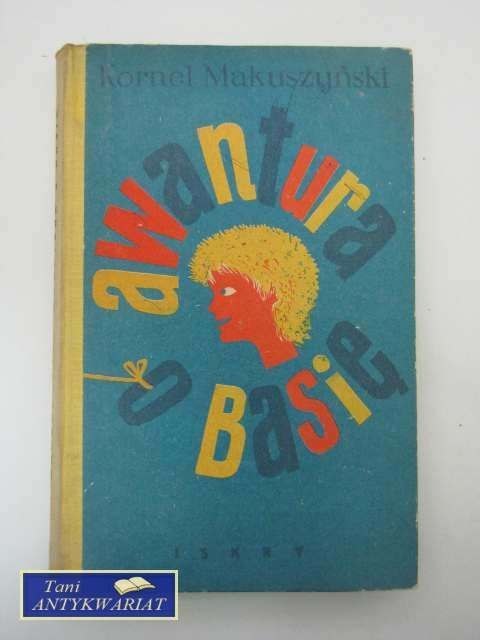 Kornel Makuszyński
awantura
o Basię
ISKRY
Tani
ANTYKWARIAT